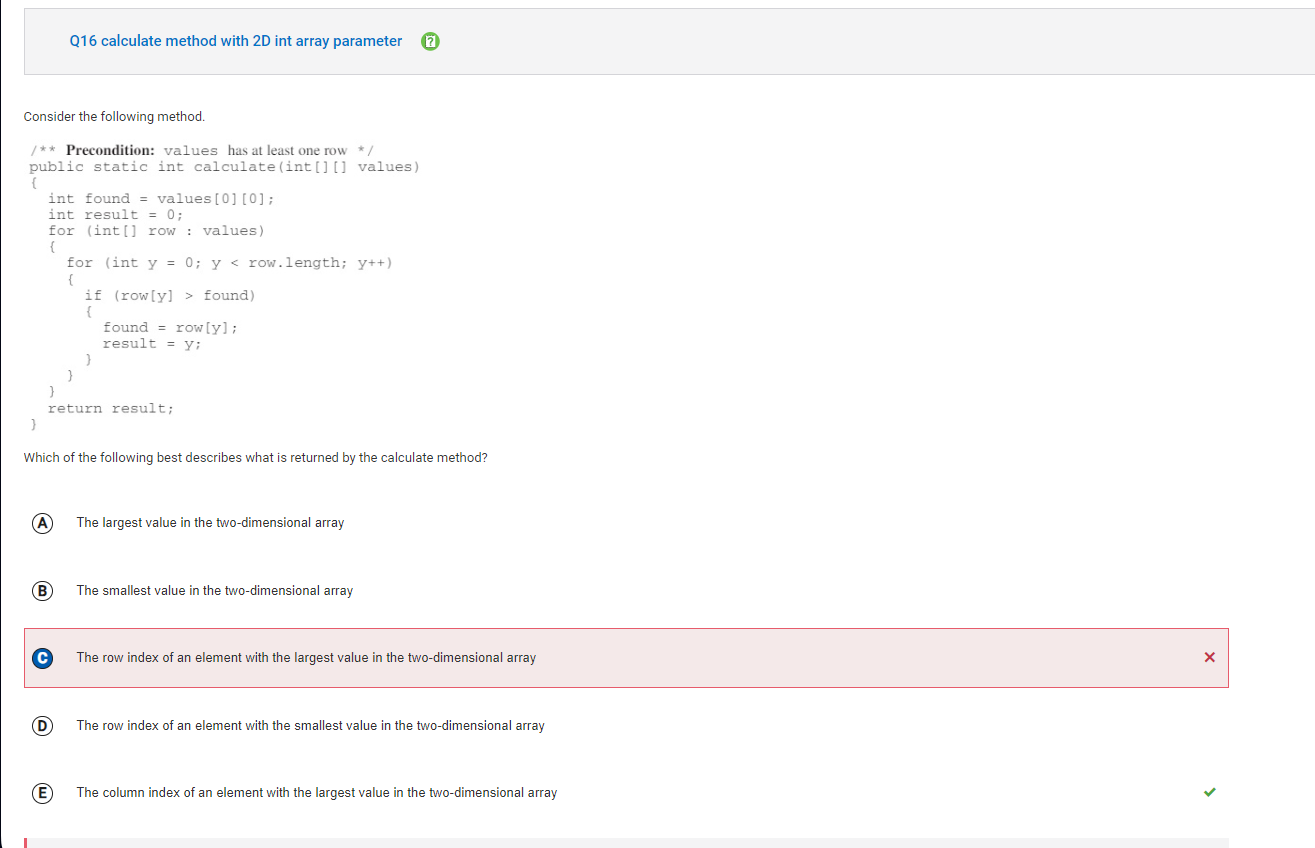 Q16 calculate method with 2D int array parameter
Consider the following method.
/** Precondition: values has at least one row */
public static int calculate(int[][] values)
{
int found = values[0][0];
int result = 0;
for (int[] row : values)
{
for (int y = 0; y < row.length; y++)
{
if (row[y] > found)
{
found = row[y];
result = y;
}
}
}
return result;
}
Which of the following best describes what is returned by the calculate method?
A The largest value in the two-dimensional array
B The smallest value in the two-dimensional array
C The row index of an element with the largest value in the two-dimensional array
D The row index of an element with the smallest value in the two-dimensional array
E The column index of an element with the largest value in the two-dimensional array